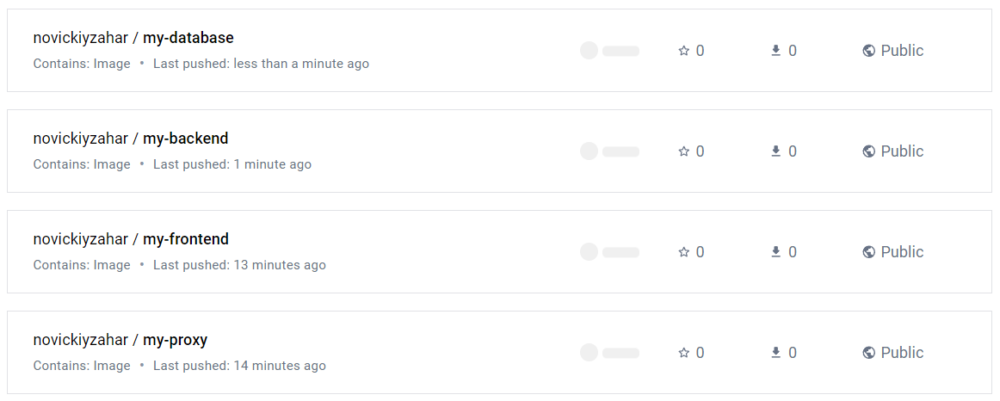 novickiyzahar / my-database
Contains: Image • Last pushed: less than a minute ago
0
0
Public
novickiyzahar / my-backend
Contains: Image • Last pushed: 1 minute ago
0
0
Public
novickiyzahar / my-frontend
Contains: Image • Last pushed: 13 minutes ago
0
0
Public
novickiyzahar / my-proxy
Contains: Image • Last pushed: 14 minutes ago
0
0
Public